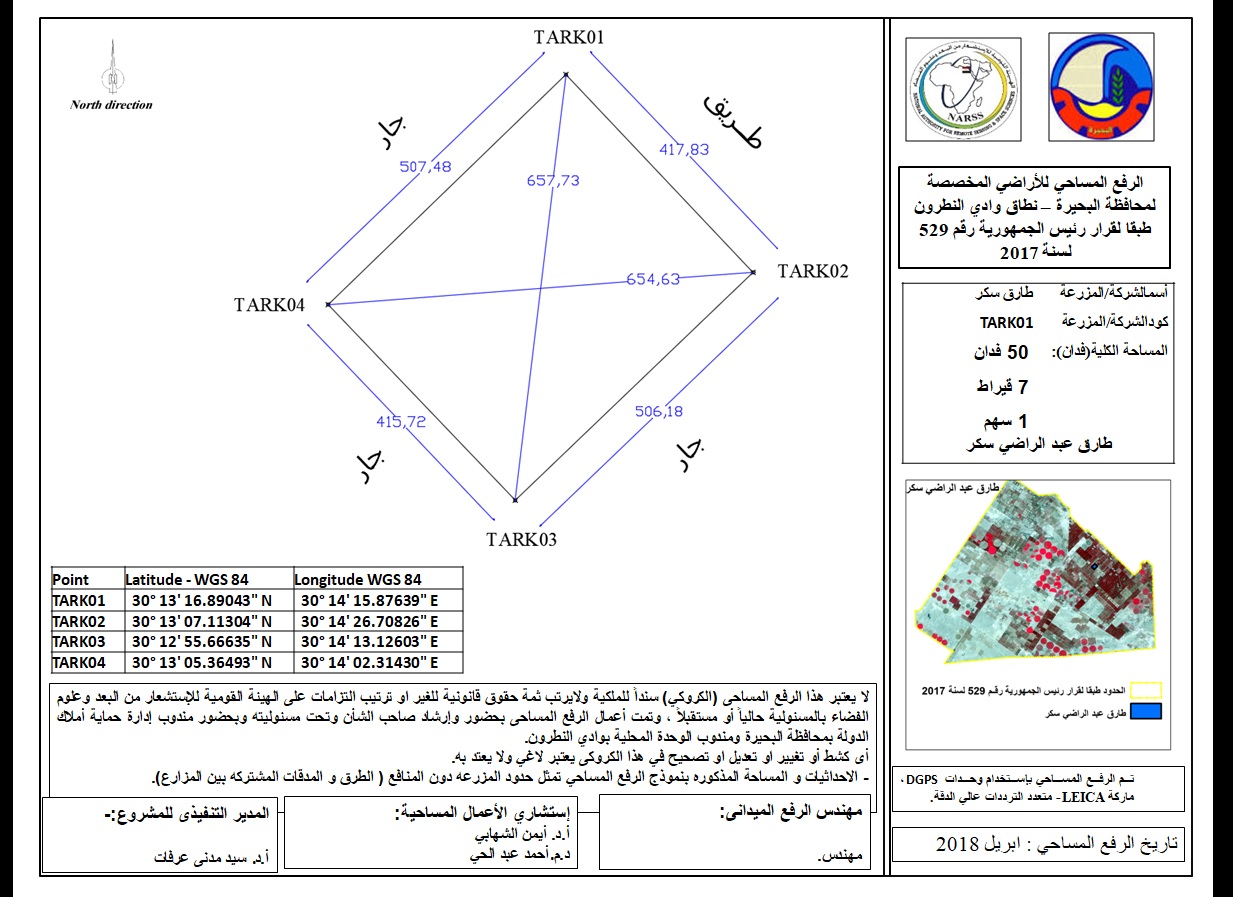 TARK01
North direction
جار
طريق
507,48
417,83
657,73
654,63
TARK02
TARK04
415,72
506,18
جار
جار
TARK03
Point Latitude - WGS 84 Longitude WGS 84
TARK01 30° 13' 16.89043" N 30° 14' 15.87639" E
TARK02 30° 13' 07.11304" N 30° 14' 26.70826" E
TARK03 30° 12' 55.66635" N 30° 14' 13.12603" E
TARK04 30° 13' 05.36493" N 30° 14' 02.31430" E
لا يعتبر هذا الرفع المساحى (الكروكي) سنداً للملكية ولايرتب ثمة حقوق قانونية للغير او ترتيب التزامات على الهيئة القومية للإستشعار من البعد وعلوم
الفضاء بالمسئولية حالياً أو مستقبلاً ، وتمت أعمال الرفع المساحى بحضور وإرشاد صاحب الشأن وتحت مسئوليته وبحضور مندوب إدارة حماية أملاك
الدولة بمحافظة البحيرة ومندوب الوحدة المحلية بوادي النطرون.
أى كشط أو تغيير او تعديل او تصحيح في هذا الكروكى يعتبر لاغي ولا يعتد به.
- الاحداثيات و المساحة المذكوره بنموذج الرفع المساحي تمثل حدود المزرعه دون المنافع ( الطرق و المدقات المشتركه بين المزارع).
مهندس الرفع الميدانى:
مهندس.
إستشاري الأعمال المساحية:
أ.د. أيمن الشهابي
د.م.أحمد عبد الحي
المدير التنفيذى للمشروع:-
أ.د. سيد مدنى عرفات
NARSS
NATIONAL AUTHORITY FOR REMOTE SENSING & SPACE SCIENCES
البحيرة
الرفع المساحي للأراضي المخصصة
لمحافظة البحيرة – نطاق وادي النطرون
طبقا لقرار رئيس الجمهورية رقم 529
لسنة 2017
أسمالشركة/المزرعة طارق سكر
كودالشركة/المزرعة TARK01
المساحة الكلية(فدان): 50 فدان
7 قيراط
1 سهم
طارق عبد الراضي سكر
طارق عبد الراضي سكر
الحدود طبقا لقرار رئيس الجمهورية رقم 529 لسنة 2017
طارق عبد الراضي سكر
تـم الرفـع المسـاحي بإسـتخدام وحـدات DGPS،
ماركة LEICA- متعدد الترددات عالي الدقة.
تاريخ الرفع المساحي : ابريل 2018